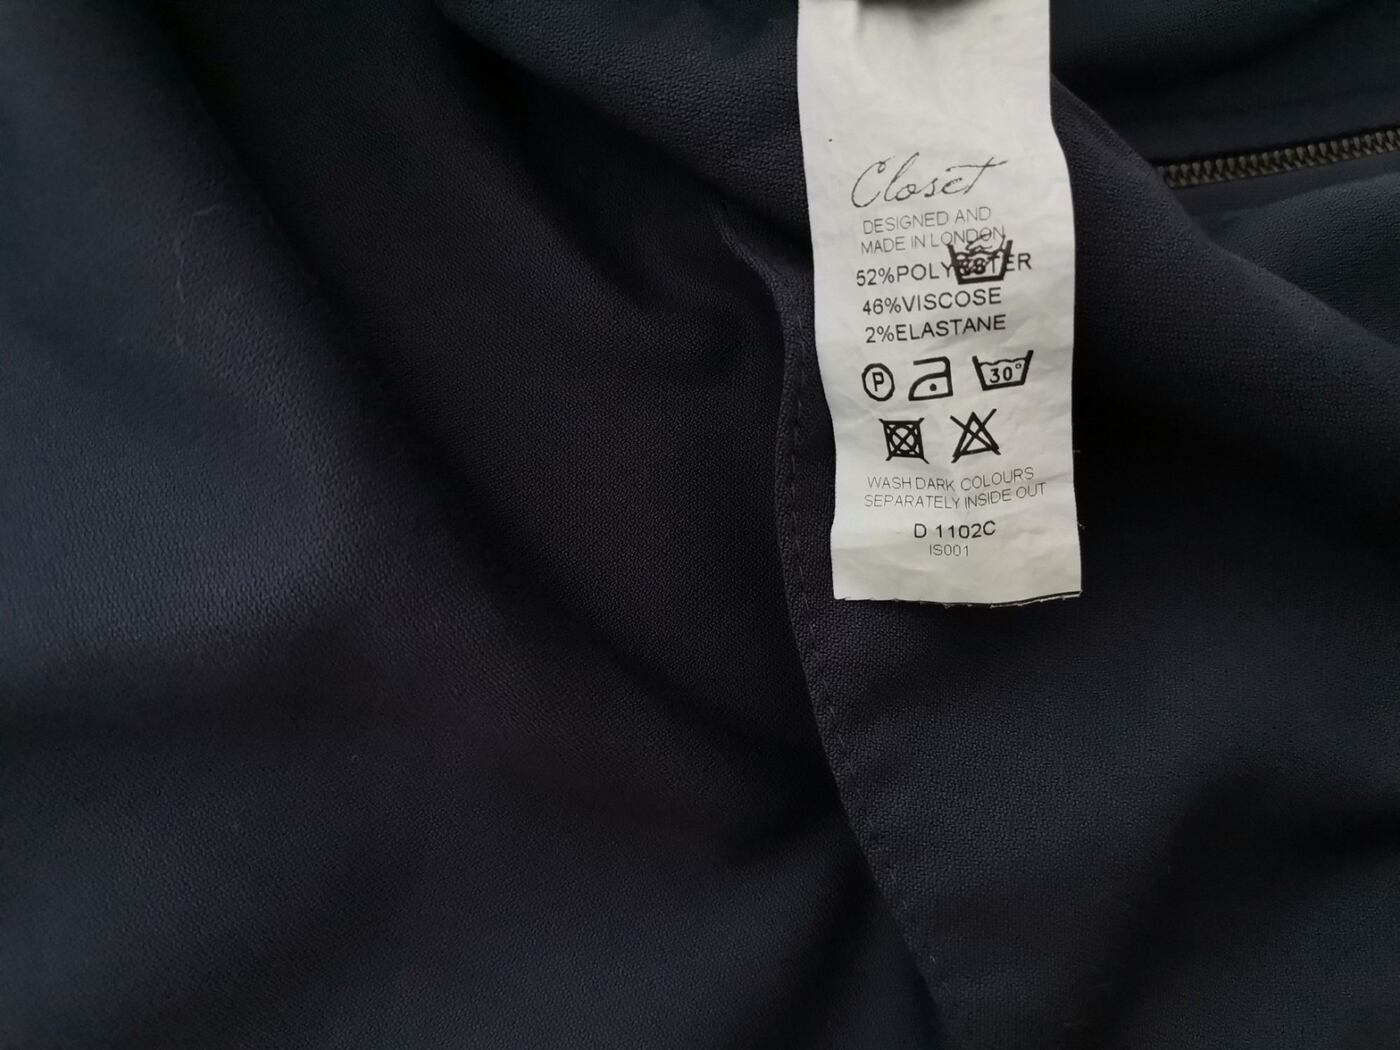 Closet
DESIGNED AND
MADE IN LONDON
52%POLYESTER
46%VISCOSE
2%ELASTANE
P
30°
WASH DARK COLOURS
SEPARATELY INSIDE OUT
D 1102C
IS001